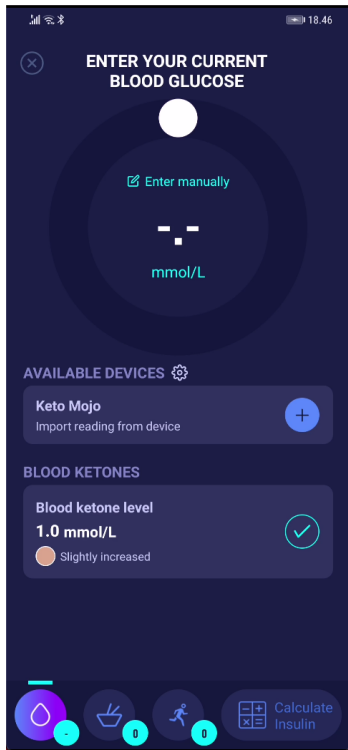 18.46
ENTER YOUR CURRENT
BLOOD GLUCOSE
Enter manually
-.-
mmol/L
AVAILABLE DEVICES
Keto Mojo
Import reading from device
BLOOD KETONES
Blood ketone level
1.0 mmol/L
Slightly increased
-
0
0
Calculate
Insulin